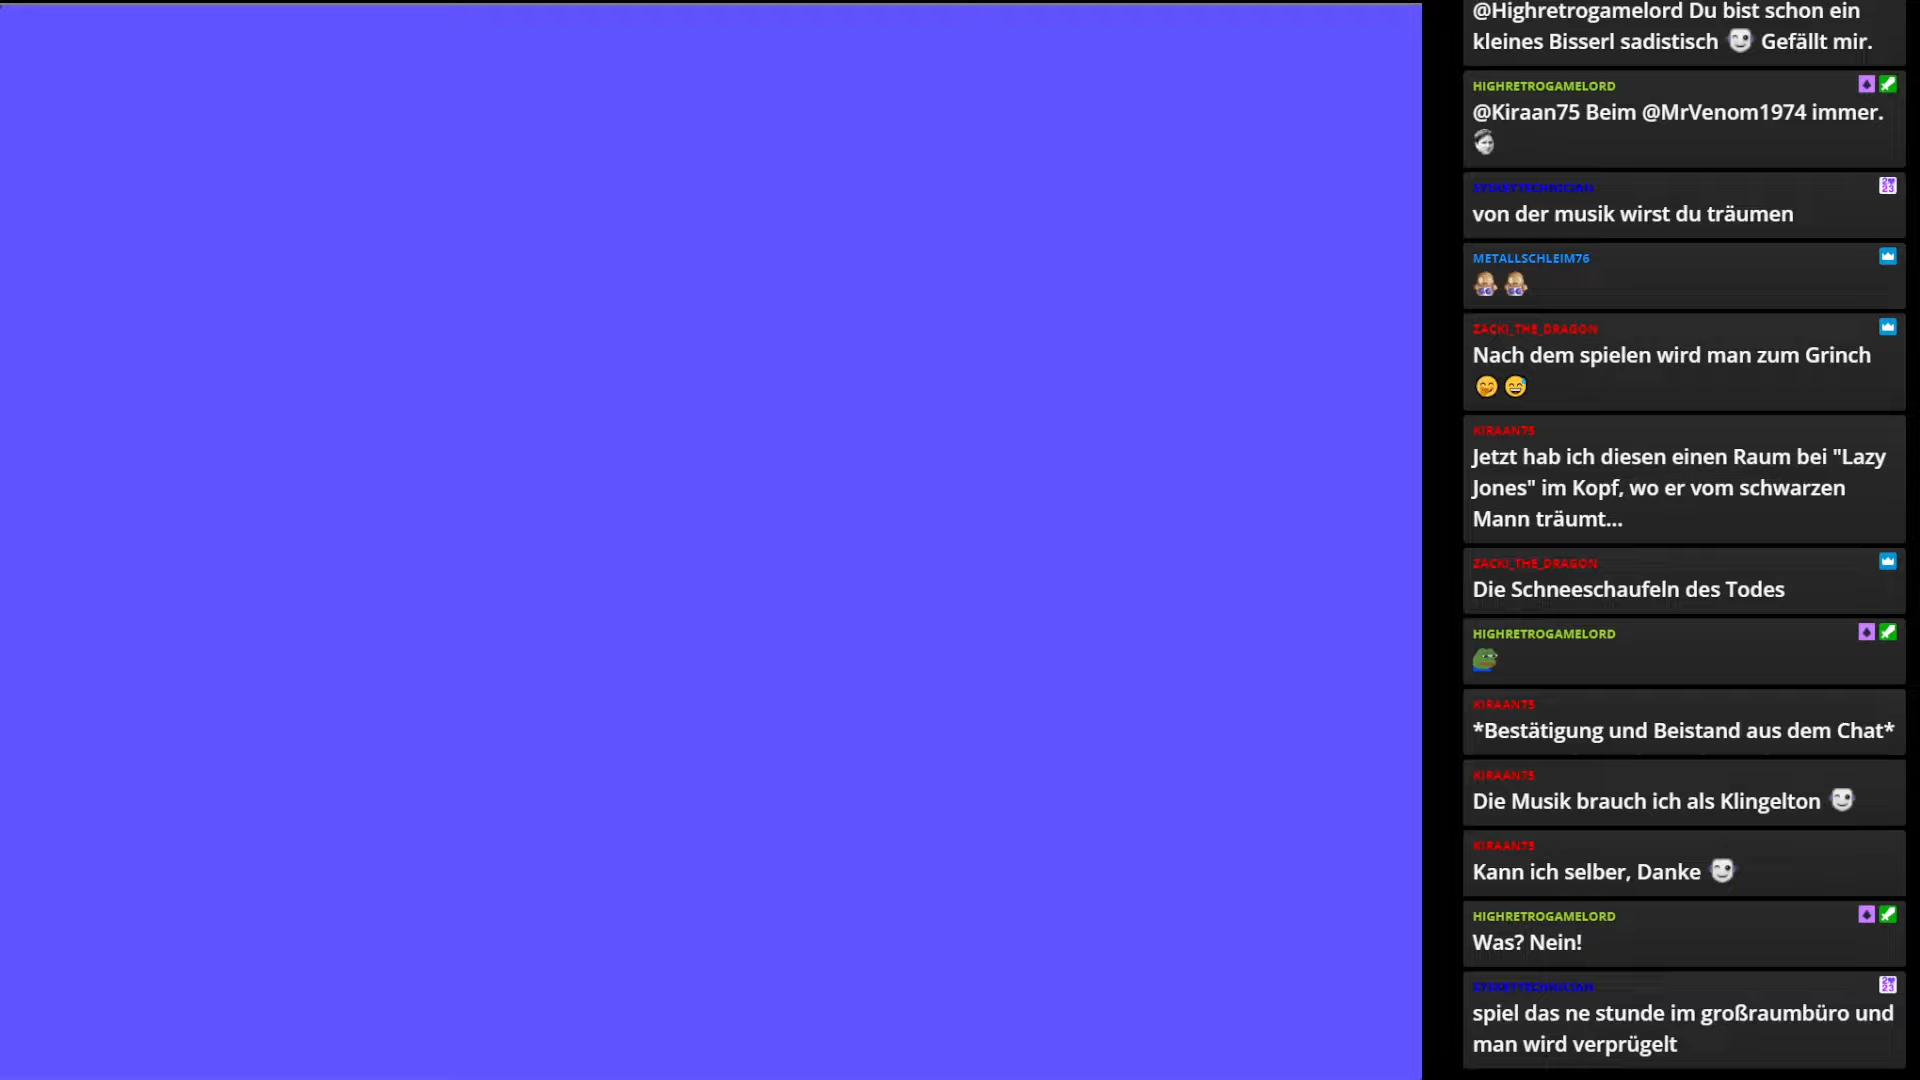 @Highretrogamelord Du bist schon ein
kleines Bisserl sadistisch Gefällt mir.
HIGHRETROGAMELORD
@Kiraan75 Beim @MrVenom1974 immer.
von der musik wirst du träumen
METALLSCHLEIM76
ZACKI_THE_DRAGON
Nach dem spielen wird man zum Grinch
KIRAAN75
Jetzt hab ich diesen einen Raum bei "Lazy
Jones" im Kopf, wo er vom schwarzen
Mann träumt...
ZACKI_THE_DRAGON
Die Schneeschaufeln des Todes
HIGHRETROGAMELORD
KIRAAN75
*Bestätigung und Beistand aus dem Chat*
KIRAAN75
Die Musik brauch ich als Klingelton
KIRAAN75
Kann ich selber, Danke
HIGHRETROGAMELORD
Was? Nein!
spiel das ne stunde im großraumbüro und
man wird verprügelt